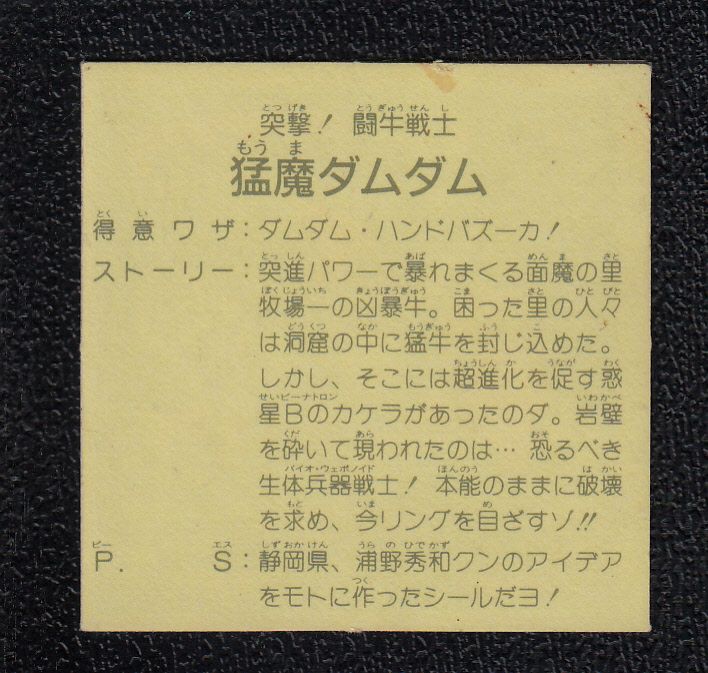 突撃! 闘牛戦士
猛魔ダムダム
得意ワザ:ダムダム・ハンドバズーカ!
ストーリー:突進パワーで暴れまくる面魔の里
牧場一の凶暴牛。困った里の人々
は洞窟の中に猛牛を封じ込めた。
しかし、そこには超進化を促す惑
星Bのカケラがあったのダ。岩壁
を砕いて現われたのは…恐るべき
生体兵器戦士! 本能のままに破壊
を求め、今リングを目ざすゾ!!
P. S:静岡県、浦野秀和クンのアイデア
をモトに作ったシールだヨ!